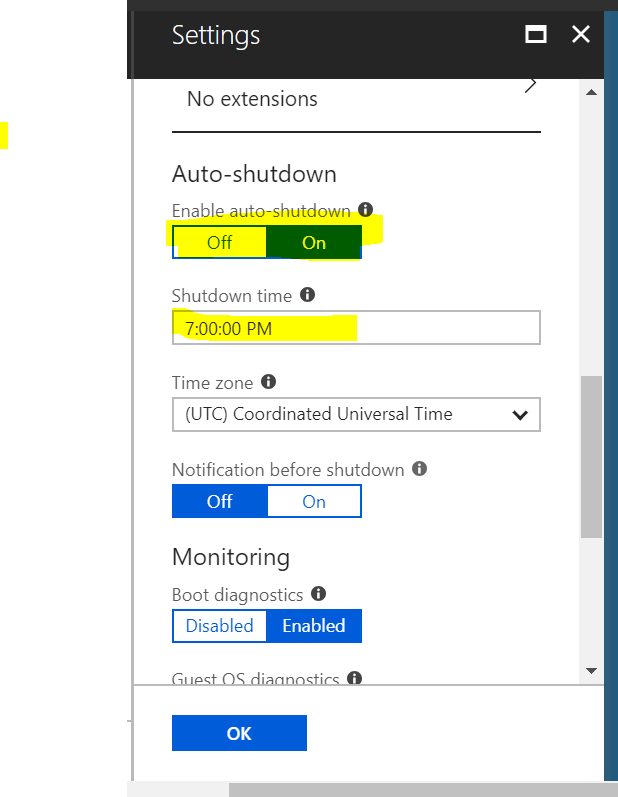 Settings
No extensions
Auto-shutdown
Enable auto-shutdown
Off On
Shutdown time
7:00:00 PM
Time zone
(UTC) Coordinated Universal Time
Notification before shutdown
Off On
Monitoring
Boot diagnostics
Disabled Enabled
Guest OS diagnostics
OK